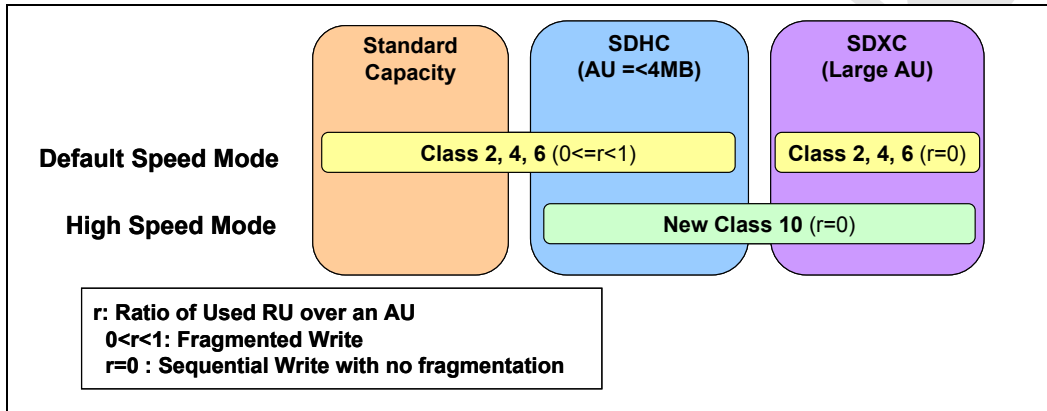 Standard
Capacity
SDHC
(AU =<4MB)
SDXC
(Large AU)
Default Speed Mode
Class 2, 4, 6 (0<=r<1)
Class 2, 4, 6 (r=0)
High Speed Mode
New Class 10 (r=0)
r: Ratio of Used RU over an AU
0<r<1: Fragmented Write
r=0 : Sequential Write with no fragmentation